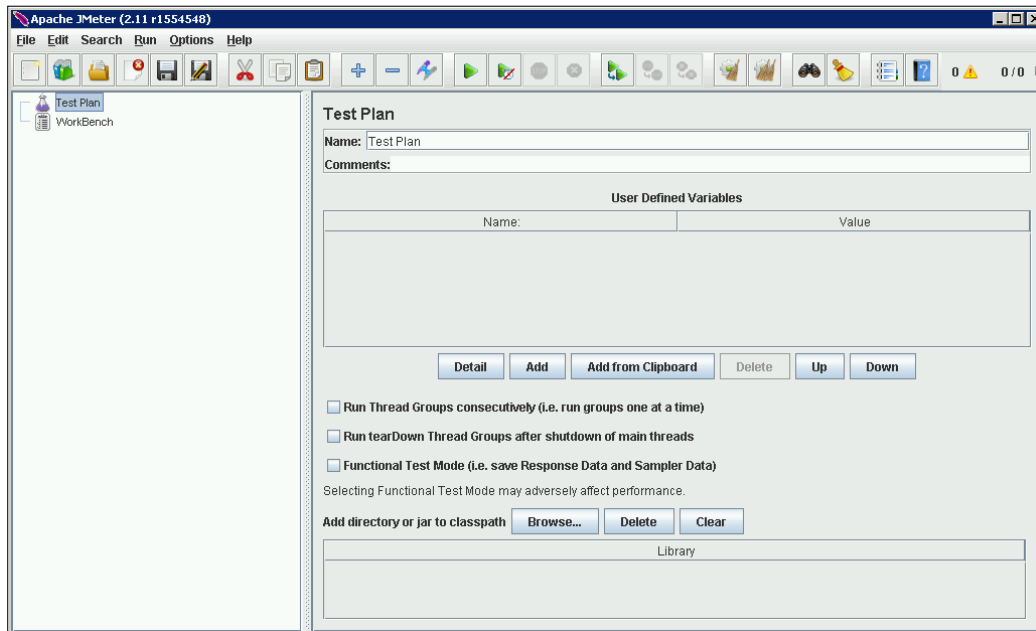 Apache JMeter (2.11 r1554548)
File Edit Search Run Options Help
0 0 / 0
Test Plan
WorkBench
Test Plan
Name: Test Plan
Comments:
User Defined Variables
Name: Value
Detail Add Add from Clipboard Delete Up Down
Run Thread Groups consecutively (i.e. run groups one at a time)
Run tearDown Thread Groups after shutdown of main threads
Functional Test Mode (i.e. save Response Data and Sampler Data)
Selecting Functional Test Mode may adversely affect performance.
Add directory or jar to classpath Browse... Delete Clear
Library